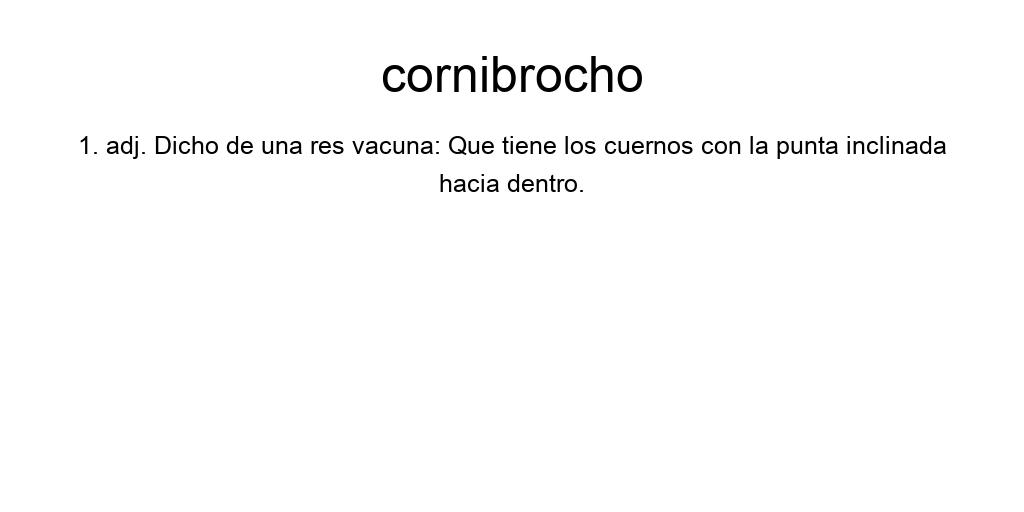 cornibrocho
1. adj. Dicho de una res vacuna: Que tiene los cuernos con la punta inclinada
hacia dentro.